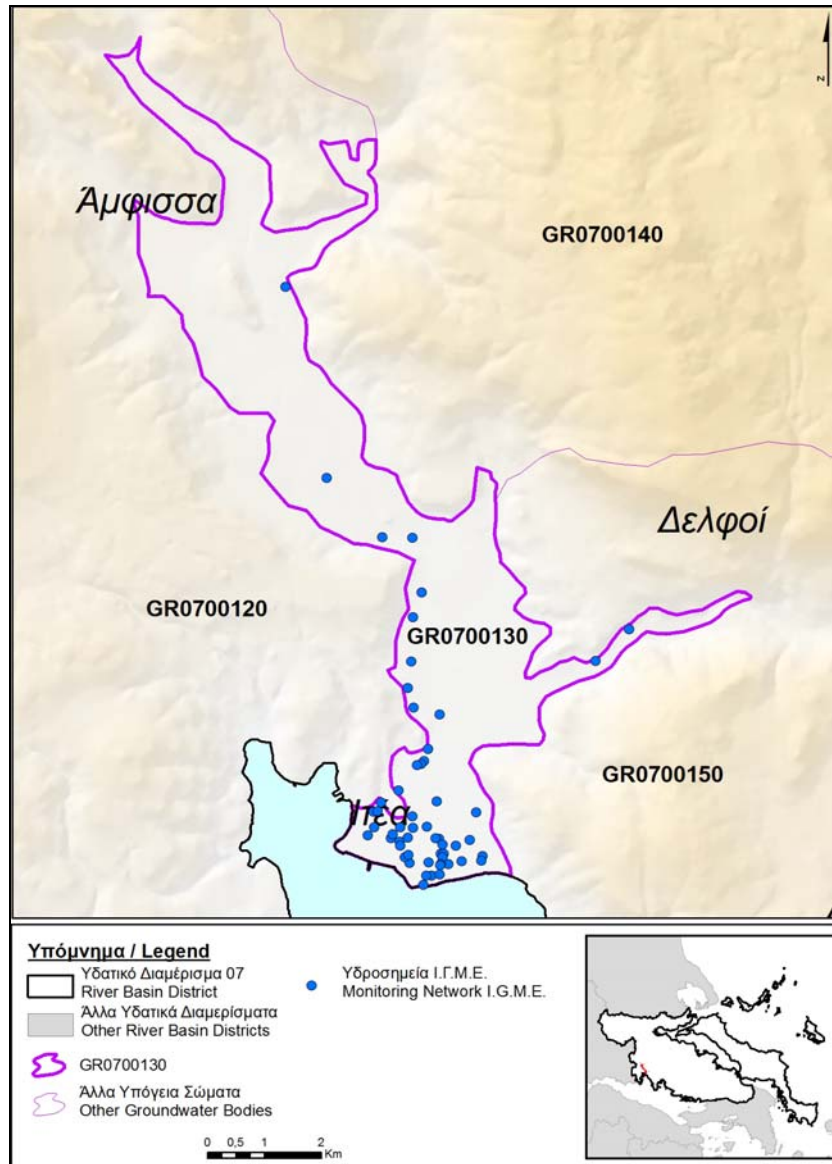 N
Άμφισσα
GR0700140
Δελφοί
GR0700120
GR0700130
GR0700150
Ιτέα
Υπόμνημα / Legend
Υδατικό Διαμέρισμα 07
River Basin District
Άλλα Υδατικά Διαμερίσματα
Other River Basin Districts
GR0700130
Άλλα Υπόγεια Σώματα
Other Groundwater Bodies
Υδροσημεία Ι.Γ.Μ.Ε.
Monitoring Network I.G.M.E.
0 0,5 1 2
Km